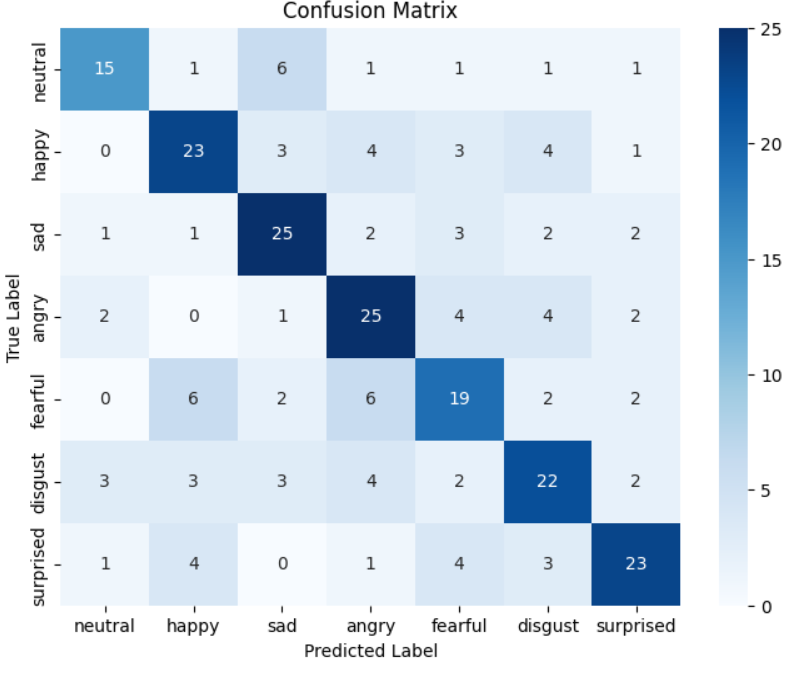 Confusion Matrix
True Label
neutral 15 1 6 1 1 1 1
happy 0 23 3 4 3 4 1
sad 1 1 25 2 3 2 2
angry 2 0 1 25 4 4 2
fearful 0 6 2 6 19 2 2
disgust 3 3 3 4 2 22 2
surprised 1 4 0 1 4 3 23
neutral happy sad angry fearful disgust surprised
Predicted Label
25
20
15
10
5
0